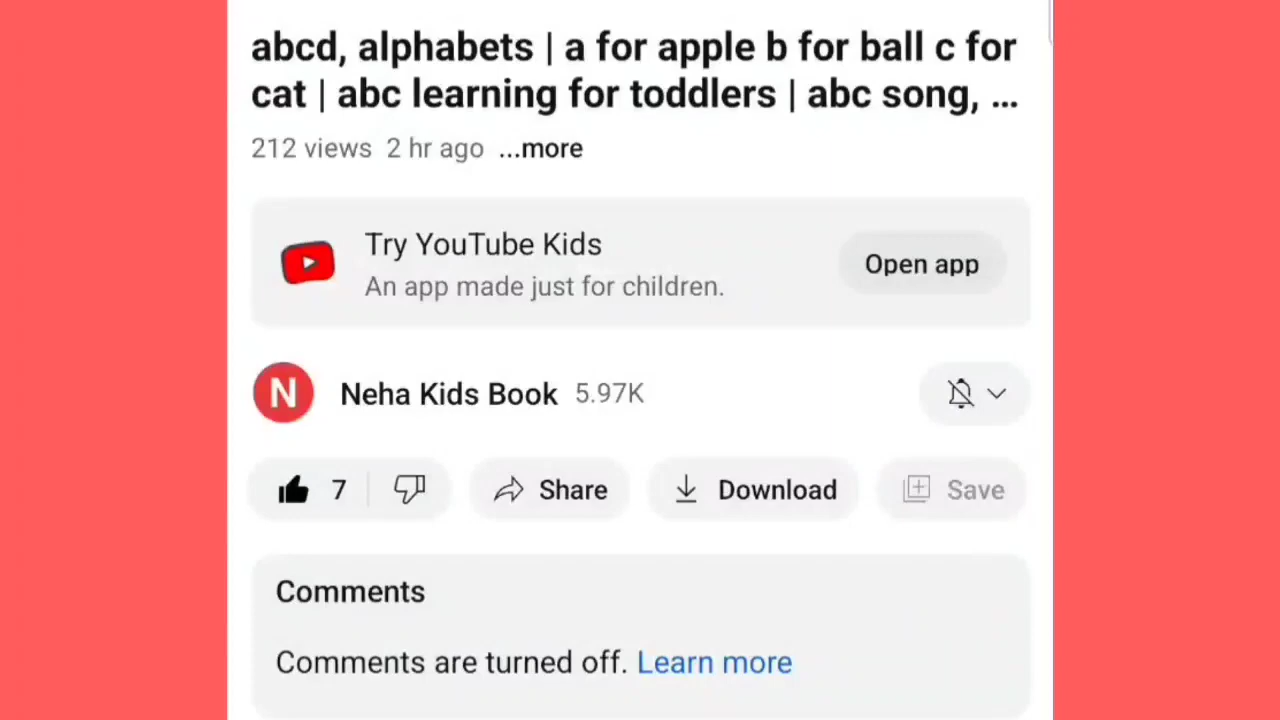 abcd, alphabets | a for apple b for ball c for
cat | abc learning for toddlers | abc song, ...
212 views 2 hr ago ...more
Try YouTube Kids
An app made just for children.
Open app
N
Neha Kids Book 5.97K
7
Share
Download
Save
Comments
Comments are turned off. Learn more